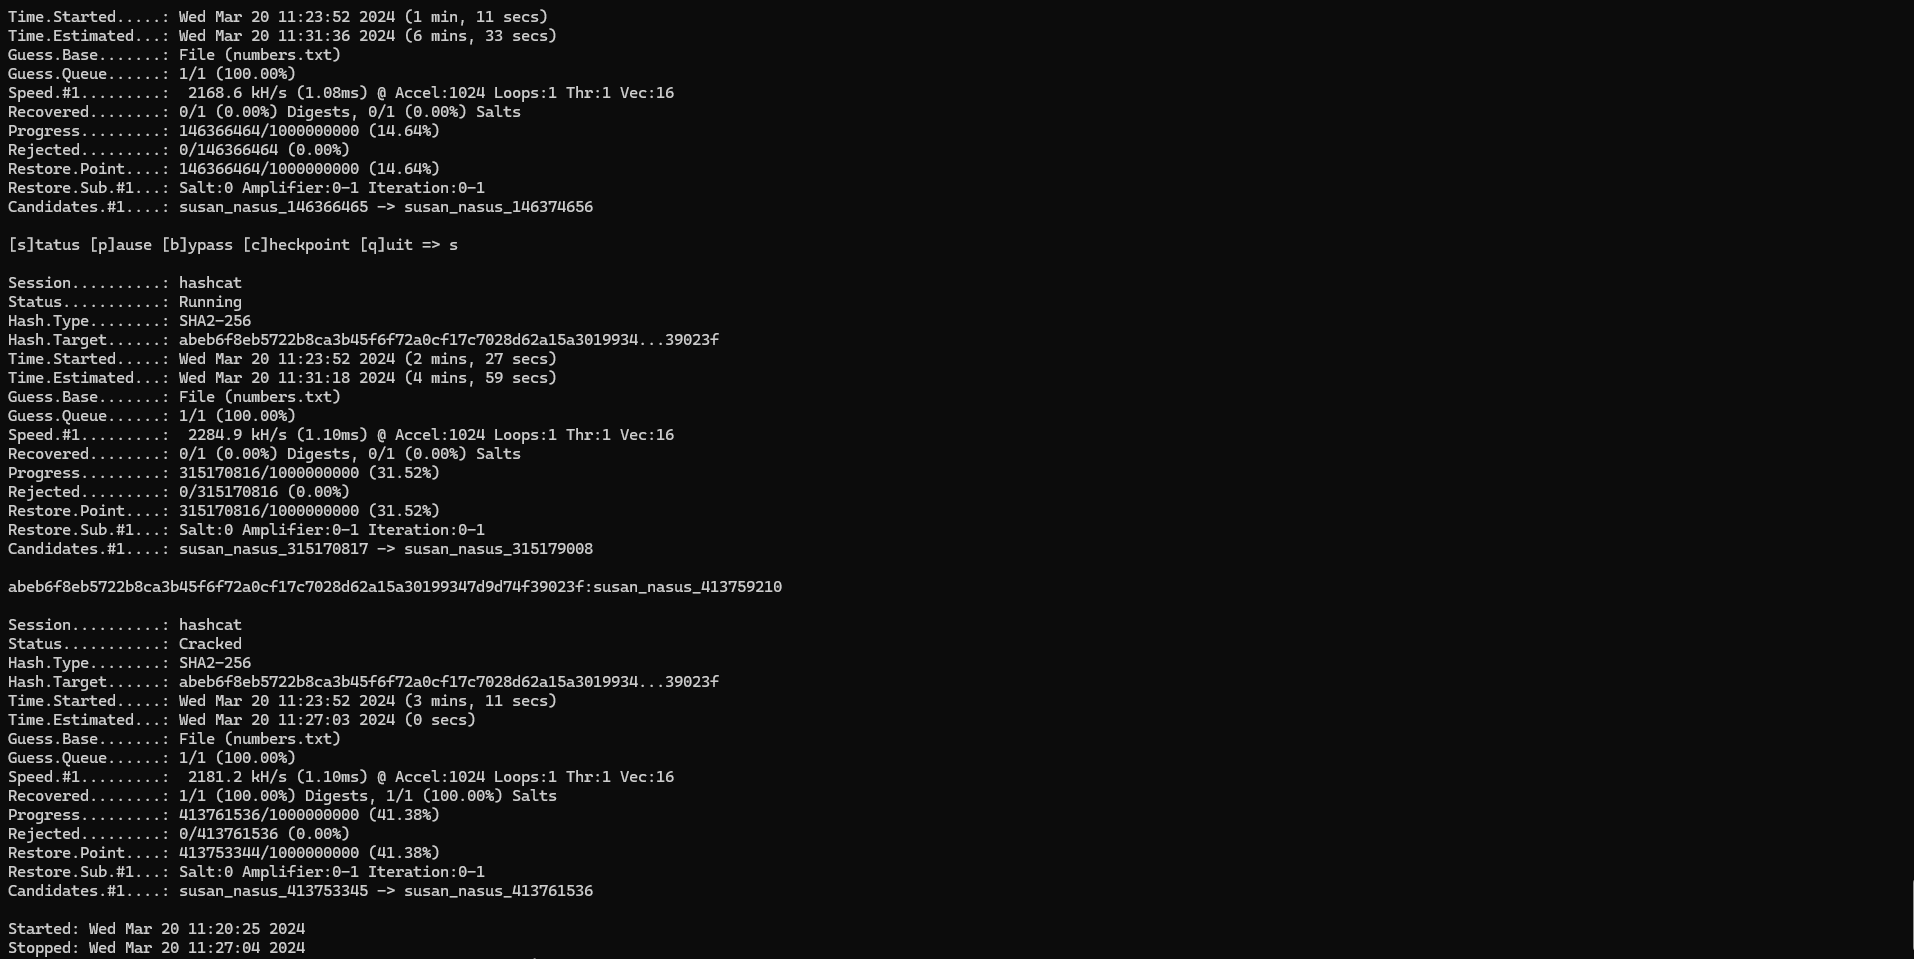 Time.Started.....: Wed Mar 20 11:23:52 2024 (1 min, 11 secs)
Time.Estimated...: Wed Mar 20 11:31:36 2024 (6 mins, 33 secs)
Guess.Base.......: File (numbers.txt)
Guess.Queue......: 1/1 (100.00%)
Speed.#1.........:  2168.6 kH/s (1.08ms) @ Accel:1024 Loops:1 Thr:1 Vec:16
Recovered........: 0/1 (0.00%) Digests, 0/1 (0.00%) Salts
Progress.........: 146366464/1000000000 (14.64%)
Rejected.........: 0/146366464 (0.00%)
Restore.Point....: 146366464/1000000000 (14.64%)
Restore.Sub.#1...: Salt:0 Amplifier:0-1 Iteration:0-1
Candidates.#1....: susan_nasus_146366465 -> susan_nasus_146374656

[s]tatus [p]ause [b]ypass [c]heckpoint [q]uit => s

Session..........: hashcat
Status...........: Running
Hash.Type........: SHA2-256
Hash.Target......: abeb6f8eb5722b8ca3b45f6f72a0cf17c7028d62a15a3019934...39023f
Time.Started.....: Wed Mar 20 11:23:52 2024 (2 mins, 27 secs)
Time.Estimated...: Wed Mar 20 11:31:18 2024 (4 mins, 59 secs)
Guess.Base.......: File (numbers.txt)
Guess.Queue......: 1/1 (100.00%)
Speed.#1.........:  2284.9 kH/s (1.10ms) @ Accel:1024 Loops:1 Thr:1 Vec:16
Recovered........: 0/1 (0.00%) Digests, 0/1 (0.00%) Salts
Progress.........: 315170816/1000000000 (31.52%)
Rejected.........: 0/315170816 (0.00%)
Restore.Point....: 315170816/1000000000 (31.52%)
Restore.Sub.#1...: Salt:0 Amplifier:0-1 Iteration:0-1
Candidates.#1....: susan_nasus_315170817 -> susan_nasus_315179008

abeb6f8eb5722b8ca3b45f6f72a0cf17c7028d62a15a30199347d9d74f39023f:susan_nasus_413759210

Session..........: hashcat
Status...........: Cracked
Hash.Type........: SHA2-256
Hash.Target......: abeb6f8eb5722b8ca3b45f6f72a0cf17c7028d62a15a3019934...39023f
Time.Started.....: Wed Mar 20 11:23:52 2024 (3 mins, 11 secs)
Time.Estimated...: Wed Mar 20 11:27:03 2024 (0 secs)
Guess.Base.......: File (numbers.txt)
Guess.Queue......: 1/1 (100.00%)
Speed.#1.........:  2181.2 kH/s (1.10ms) @ Accel:1024 Loops:1 Thr:1 Vec:16
Recovered........: 1/1 (100.00%) Digests, 1/1 (100.00%) Salts
Progress.........: 413761536/1000000000 (41.38%)
Rejected.........: 0/413761536 (0.00%)
Restore.Point....: 413753344/1000000000 (41.38%)
Restore.Sub.#1...: Salt:0 Amplifier:0-1 Iteration:0-1
Candidates.#1....: susan_nasus_413753345 -> susan_nasus_413761536

Started: Wed Mar 20 11:20:25 2024
Stopped: Wed Mar 20 11:27:04 2024